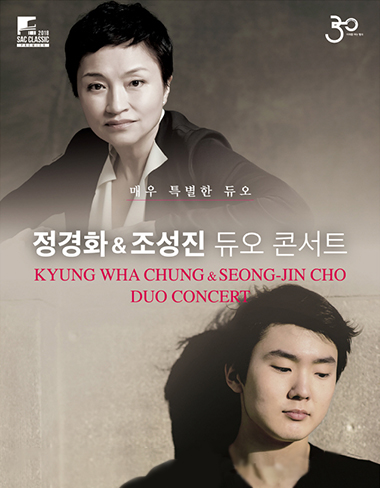 2018
SAC CLASSIC
PREMIER
매우 특별한 듀오
정경화 & 조성진 듀오 콘서트
KYUNG WHA CHUNG & SEONG-JIN CHO
DUO CONCERT